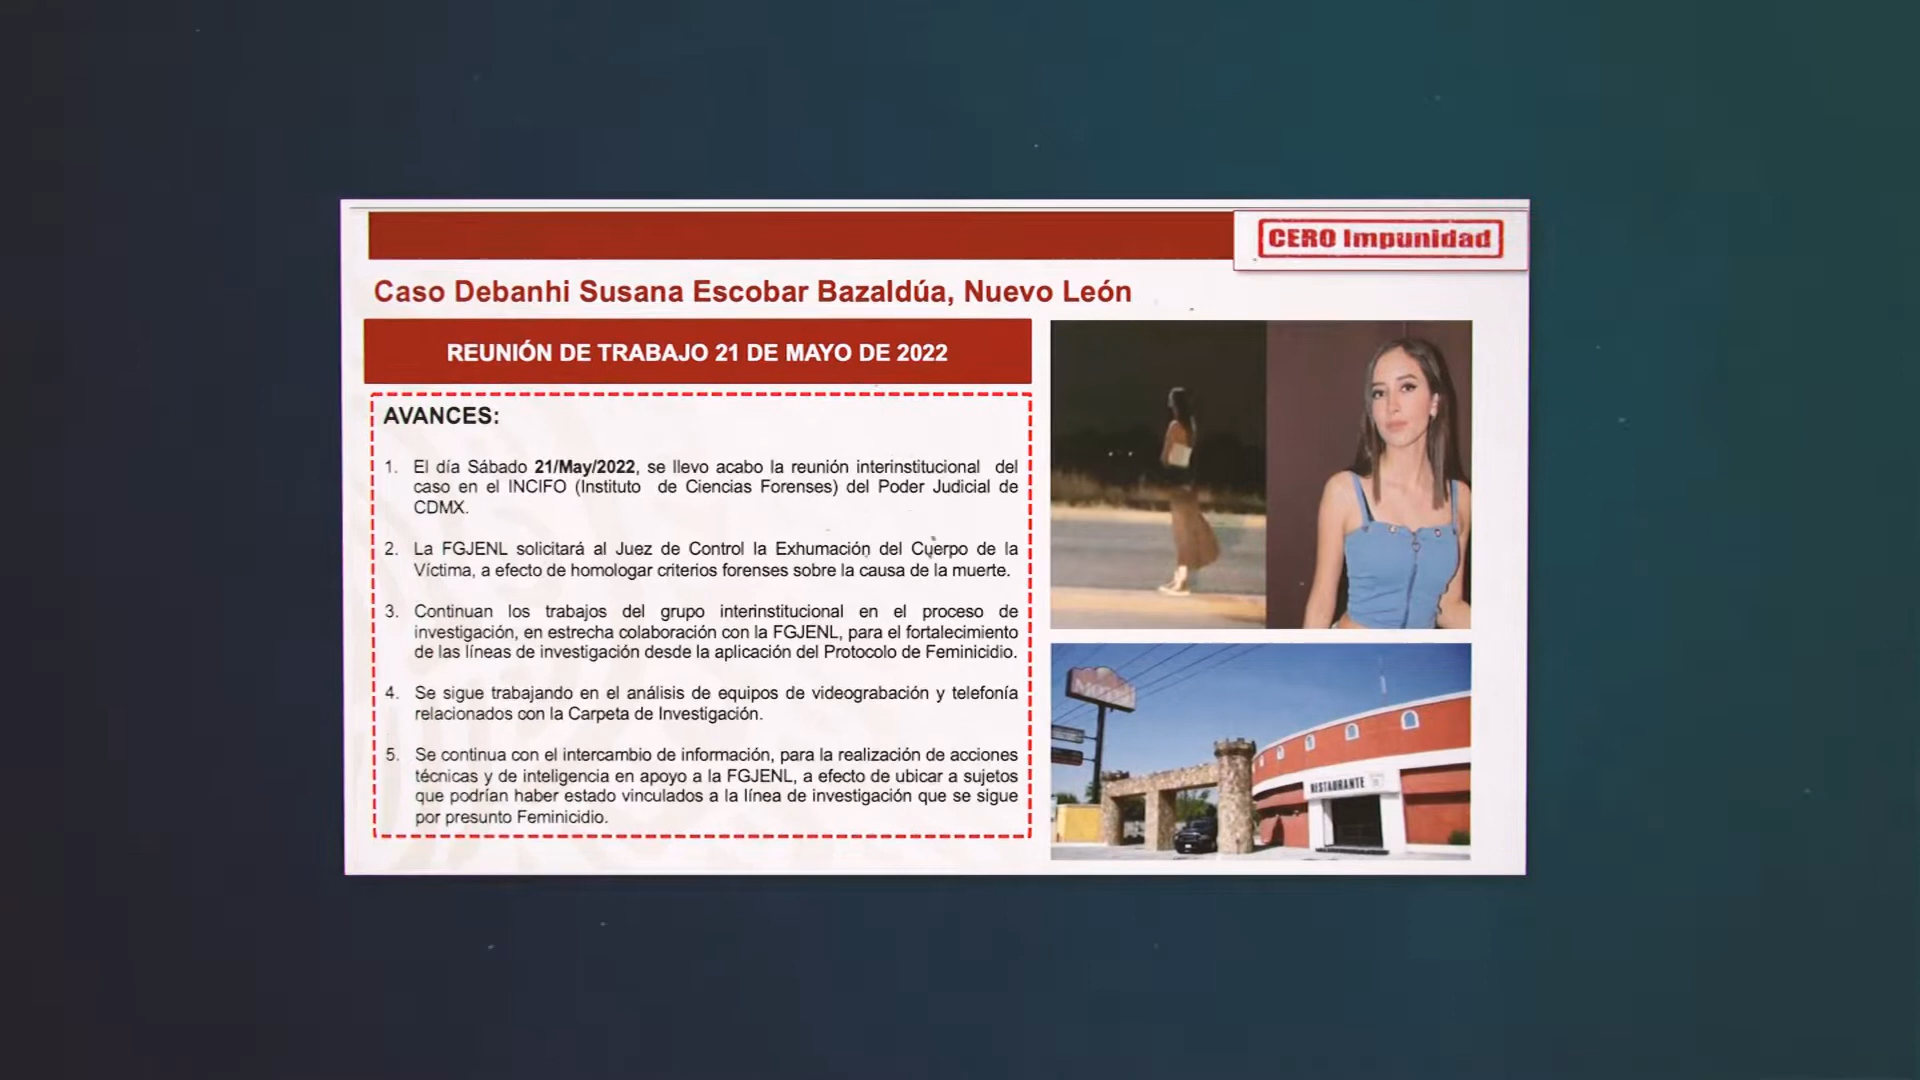 CERO Impunidad
Caso Debanhi Susana Escobar Bazaldúa, Nuevo León
REUNIÓN DE TRABAJO 21 DE MAYO DE 2022
AVANCES:
1. El día Sábado 21/May/2022, se llevo acabo la reunión interinstitucional del
caso en el INCIFO (Instituto de Ciencias Forenses) del Poder Judicial de
CDMX.
2. La FGJENL solicitará al Juez de Control la Exhumación del Cuerpo de la
Víctima, a efecto de homologar criterios forenses sobre la causa de la muerte.
3. Continuan los trabajos del grupo interinstitucional en el proceso de
investigación, en estrecha colaboración con la FGJENL, para el fortalecimiento
de las líneas de investigación desde la aplicación del Protocolo de Feminicidio.
4. Se sigue trabajando en el análisis de equipos de videograbación y telefonía
relacionados con la Carpeta de Investigación.
5. Se continua con el intercambio de información, para la realización de acciones
técnicas y de inteligencia en apoyo a la FGJENL, a efecto de ubicar a sujetos
que podrían haber estado vinculados a la línea de investigación que se sigue
por presunto Feminicidio.
RESTAURANTE